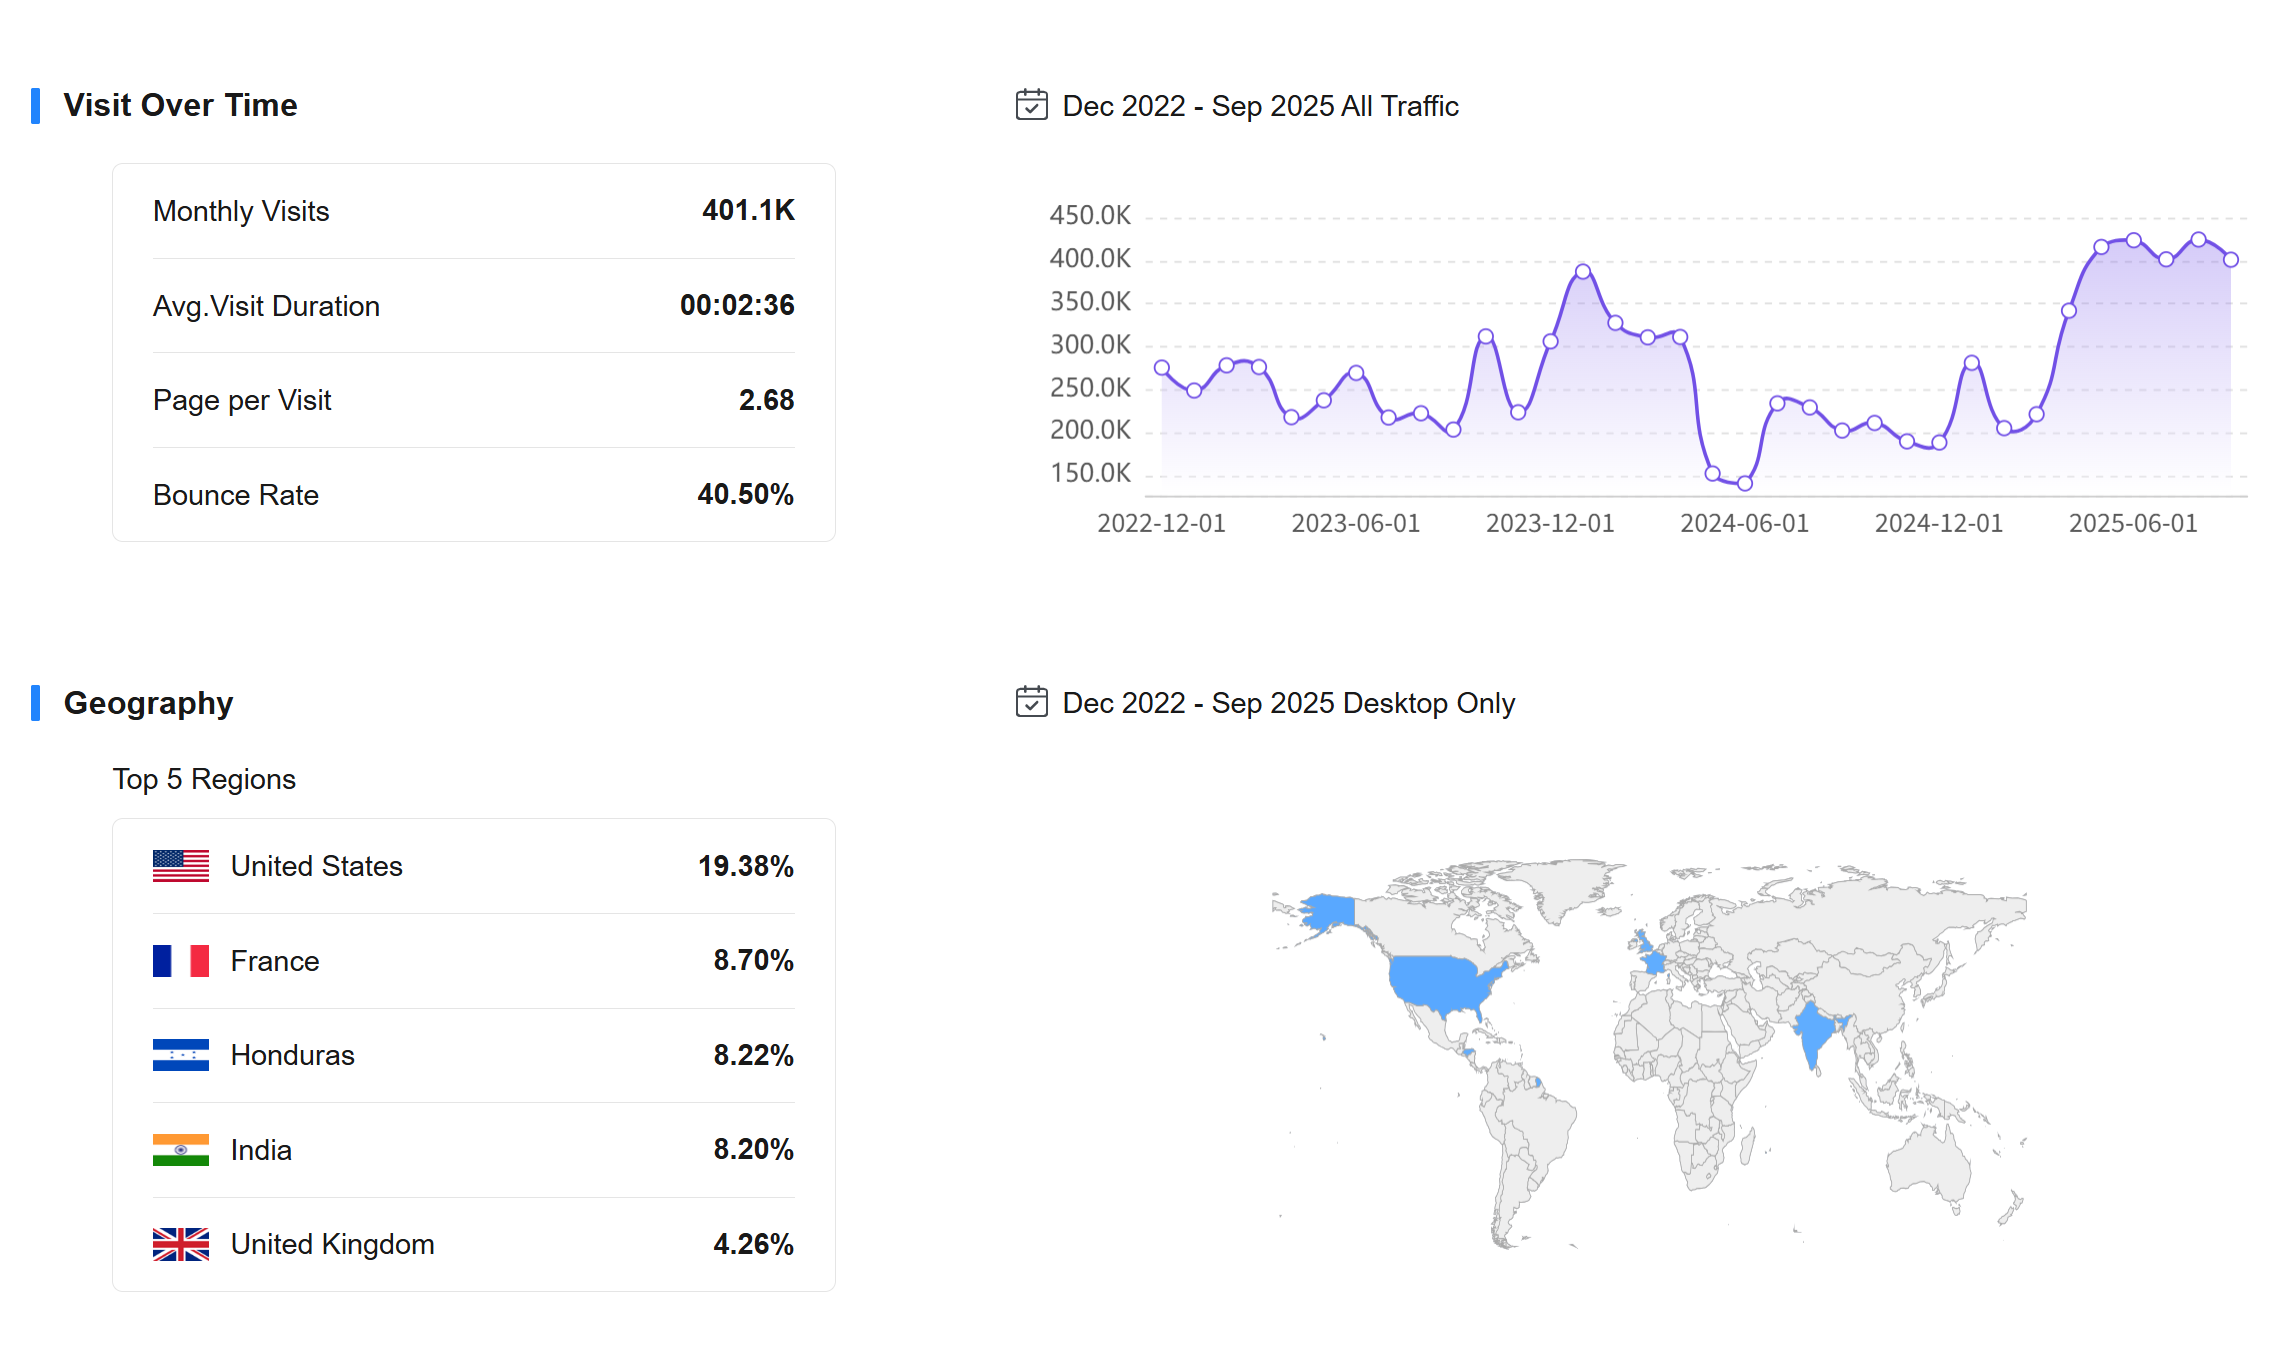 Visit Over Time
Dec 2022 - Sep 2025 All Traffic
Monthly Visits 401.1K
Avg.Visit Duration 00:02:36
Page per Visit 2.68
Bounce Rate 40.50%
450.0K
400.0K
350.0K
300.0K
250.0K
200.0K
150.0K
2022-12-01 2023-06-01 2023-12-01 2024-06-01 2024-12-01 2025-06-01
Geography
Dec 2022 - Sep 2025 Desktop Only
Top 5 Regions
United States 19.38%
France 8.70%
Honduras 8.22%
India 8.20%
United Kingdom 4.26%